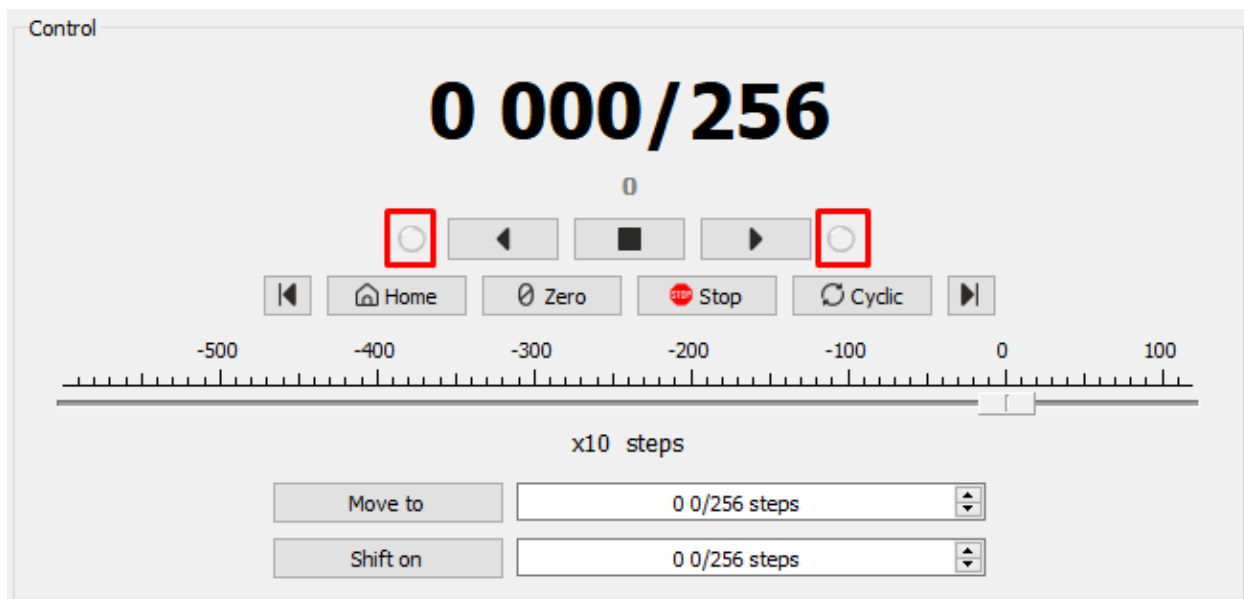 Control
0 000/256
0
Home Zero STOP Stop Cyclic
-500 -400 -300 -200 -100 0 100
x10 steps
Move to 0 0/256 steps
Shift on 0 0/256 steps